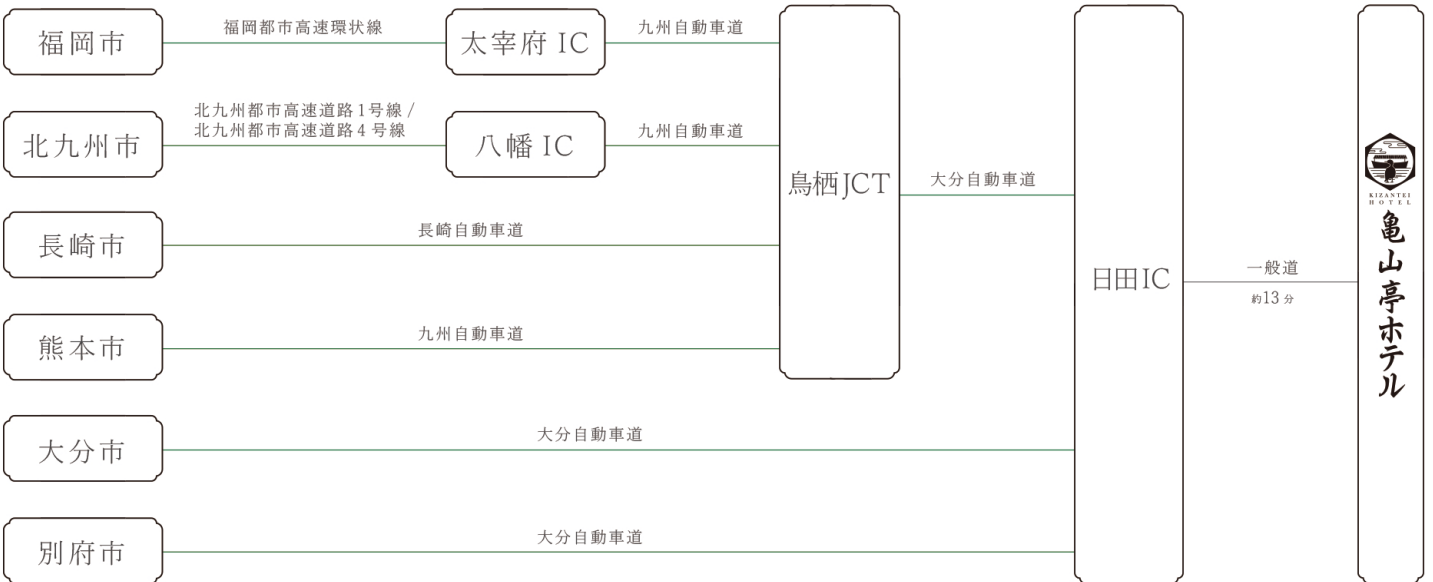 福岡市
福岡都市高速環状線
太宰府 IC
九州自動車道
北九州市
北九州都市高速道路1号線 /
北九州都市高速道路4号線
八幡 IC
九州自動車道
鳥栖JCT
大分自動車道
長崎市
長崎自動車道
熊本市
九州自動車道
大分市
大分自動車道
別府市
大分自動車道
日田IC
一般道
約13分
KIZANTEI
HOTEL
亀山亭ホテル